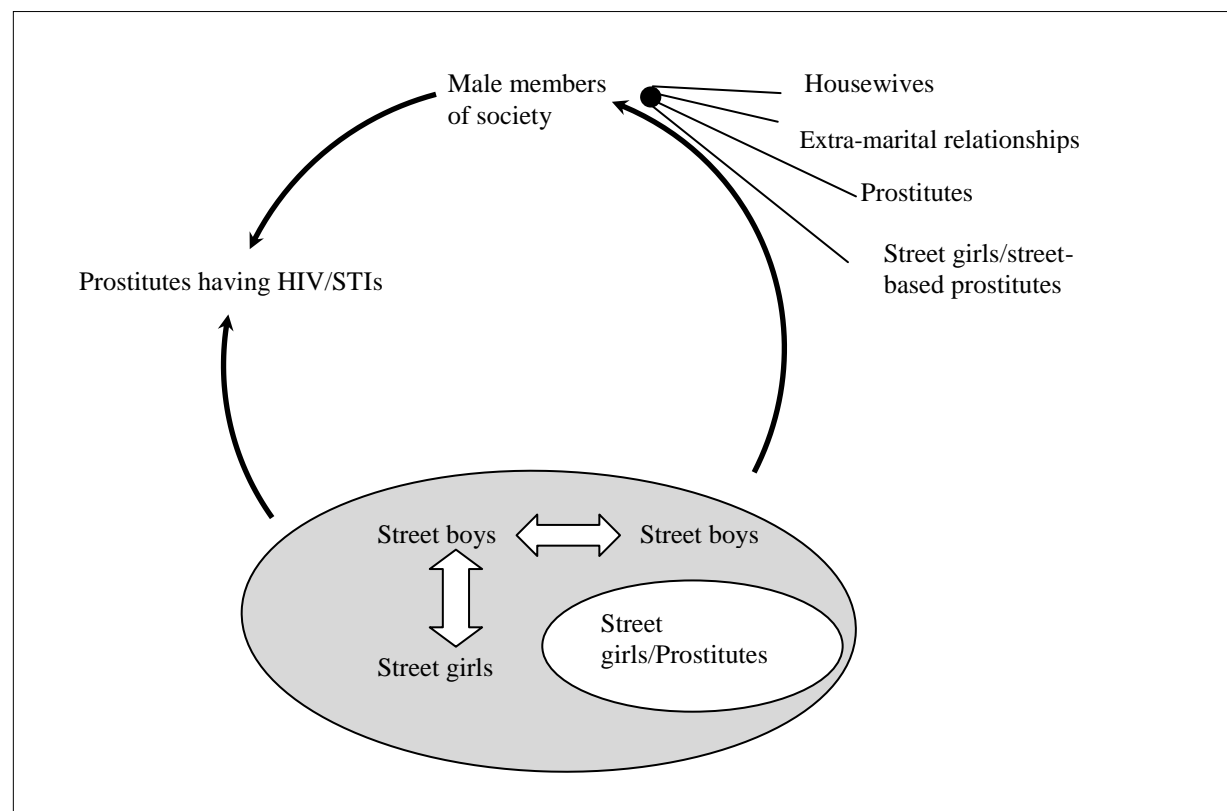 Male members
of society
Housewives
Extra-marital relationships
Prostitutes
Street girls/street-
based prostitutes
Prostitutes having HIV/STIs
Street boys
Street boys
Street girls
Street
girls/Prostitutes